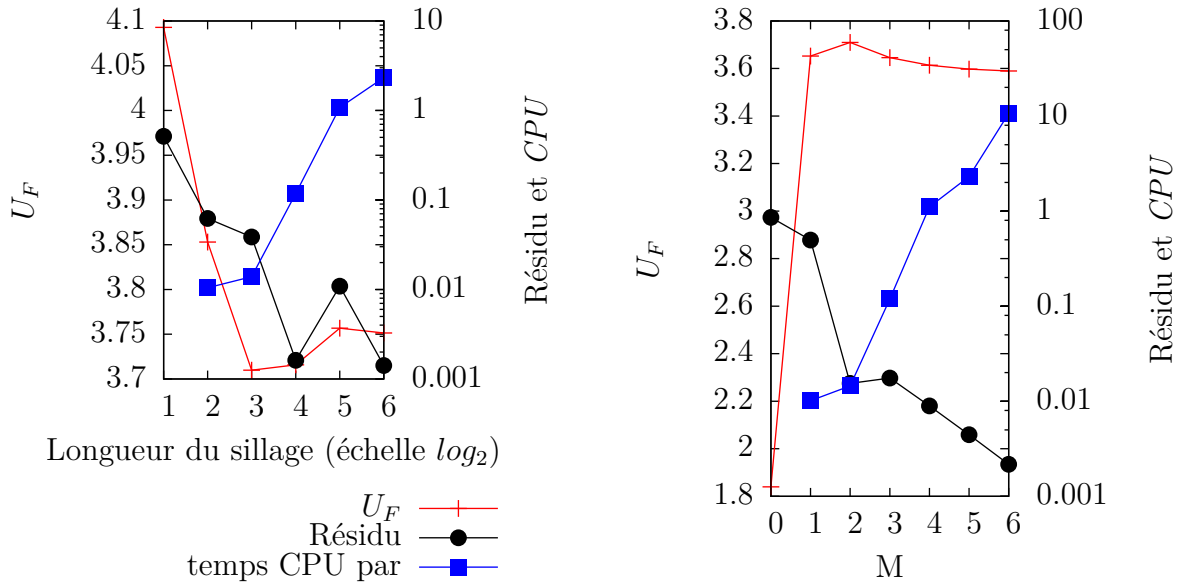 4.1
4.05
4
3.95
3.9
3.85
3.8
3.75
3.7
U_F
10
1
0.1
0.01
0.001
Résidu et CPU
1 2 3 4 5 6
Longueur du sillage (échelle log_2)
U_F
Résidu
temps CPU par
3.8
3.6
3.4
3.2
3
2.8
2.6
2.4
2.2
2
1.8
U_F
100
10
1
0.1
0.01
0.001
Résidu et CPU
0 1 2 3 4 5 6
M